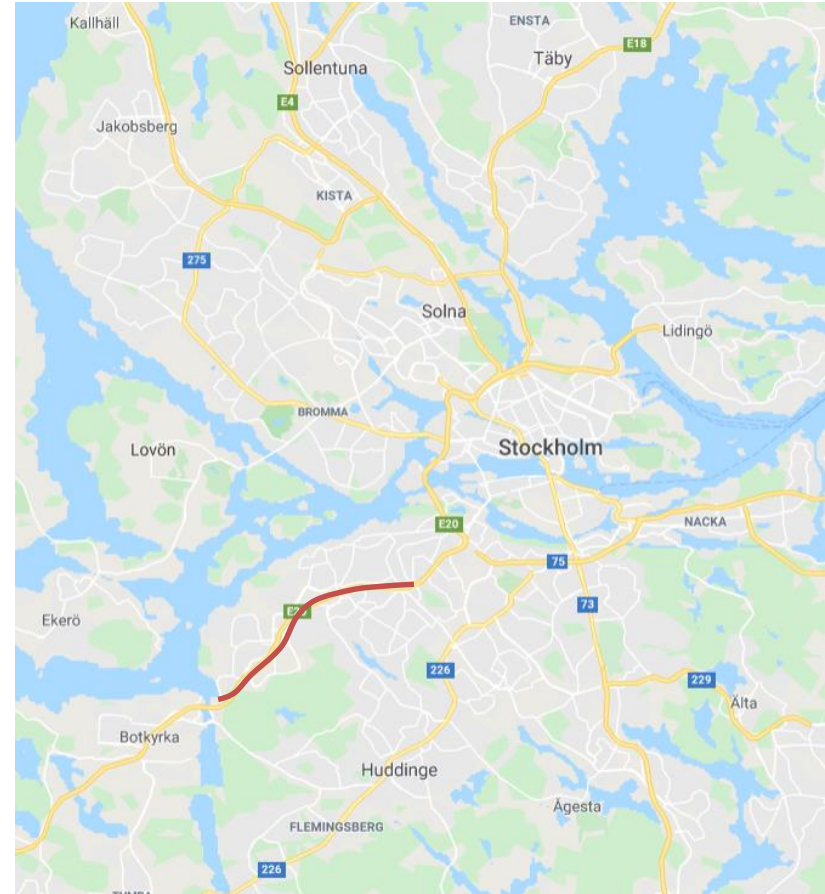 Kallhäll
ENSTA
E18
Täby
Sollentuna
E4
Jakobsberg
KISTA
275
Solna
Lidingö
BROMMA
Lovön
Stockholm
E20
NACKA
75
E20
73
Ekerö
226
229
Älta
Botkyrka
Huddinge
Ågesta
FLEMINGSBERG
226